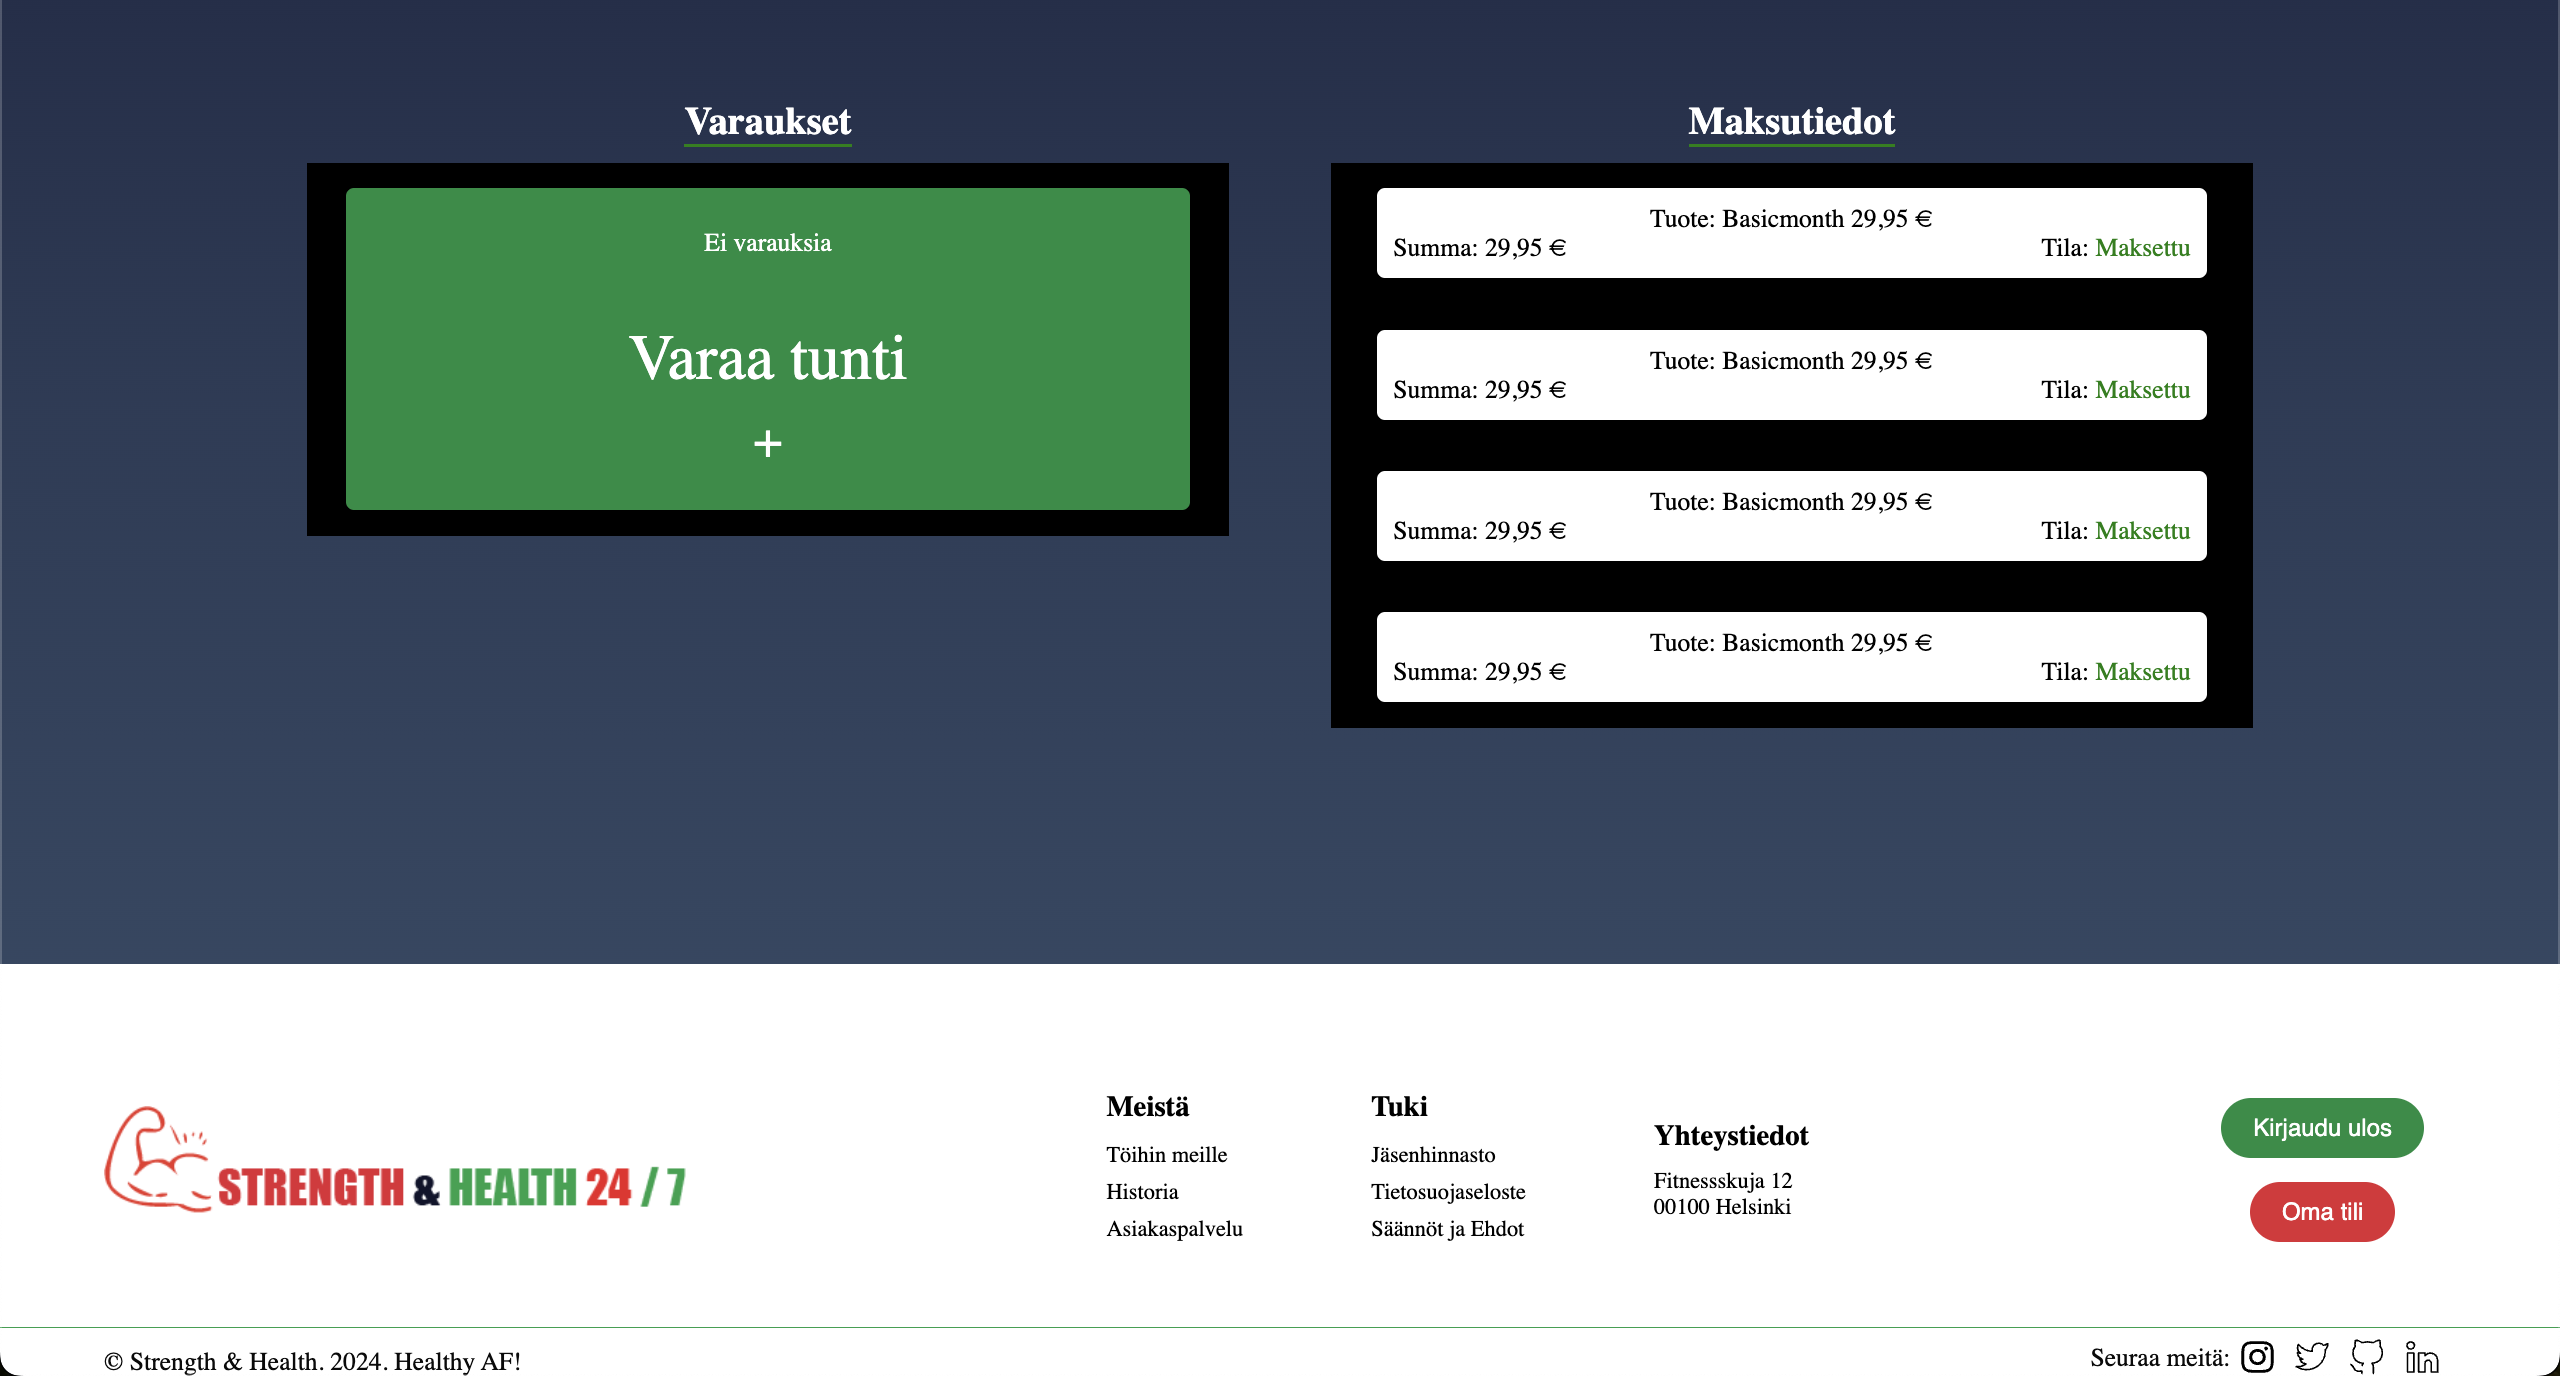 Varaukset
Ei varauksia
Varaa tunti
+
Maksutiedot
Tuote: Basicmonth 29,95 €
Summa: 29,95 € Tila: Maksettu
Tuote: Basicmonth 29,95 €
Summa: 29,95 € Tila: Maksettu
Tuote: Basicmonth 29,95 €
Summa: 29,95 € Tila: Maksettu
Tuote: Basicmonth 29,95 €
Summa: 29,95 € Tila: Maksettu
STRENGTH & HEALTH 24 / 7
Meistä
Töihin meille
Historia
Asiakaspalvelu
Tuki
Jäsenhinnasto
Tietosuojaseloste
Säännöt ja Ehdot
Yhteystiedot
Fitnessskuja 12
00100 Helsinki
Kirjaudu ulos
Oma tili
© Strength & Health. 2024. Healthy AF!
Seuraa meitä: